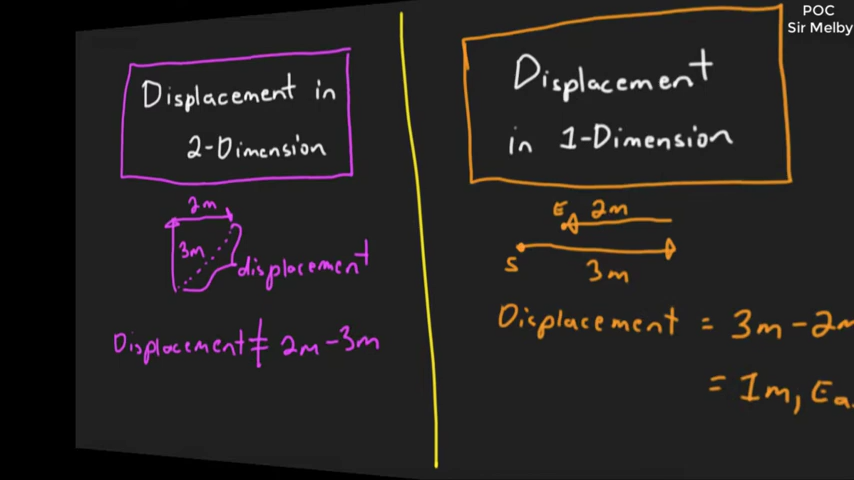 POC
Sir Melby
Displacement in
2-Dimension
2m
3m
displacement
Displacement ≠ 2m - 3m
Displacement
in 1-Dimension
E 2m
S
3m
Displacement = 3m - 2m
= 1m, Ea